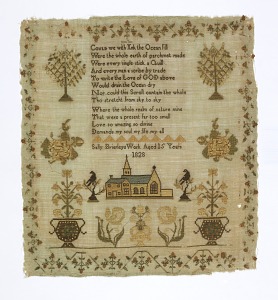 Could we with Ink the Ocean Fill
Were the whole earth of parchment made
Were every single stick a Quill
And every man a scribe by trade
To write the Love of GOD above
Would drain the Ocean dry
Nor could the Scroll contain the whole
Tho stretch from sky to sky
Where the whole realm of nature mine
That were a present far too small
Love so amazing so divine
Demands my soul my life my all
Sally Work Aged 15 Years
1828